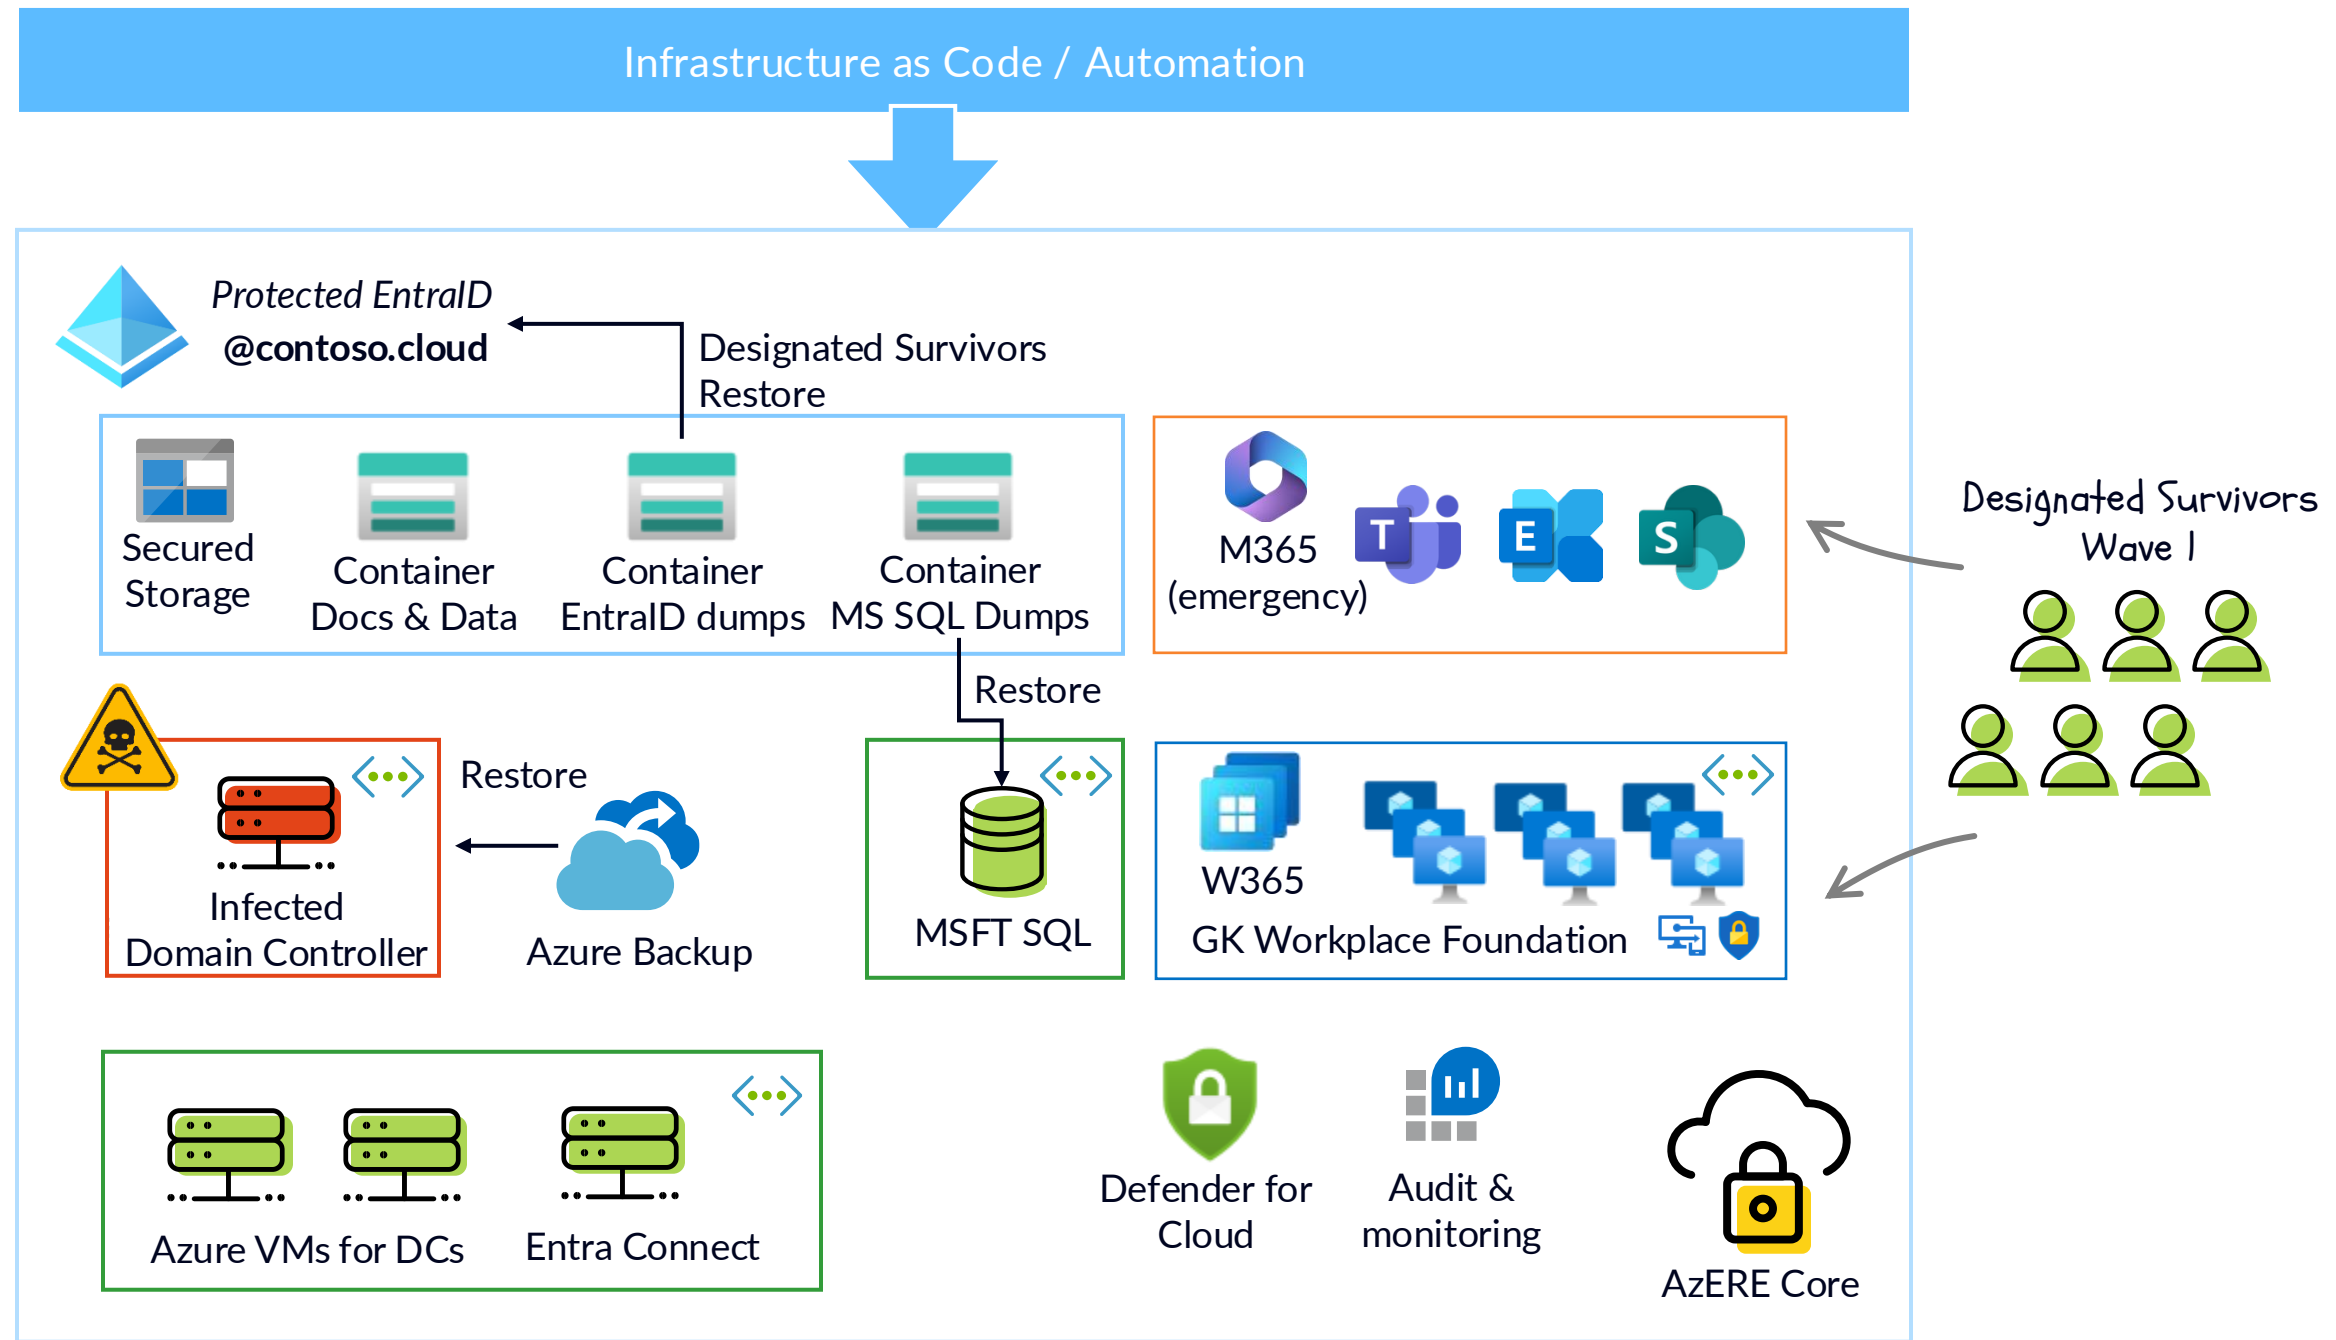 Infrastructure as Code / Automation
Protected EntraID
@contoso.cloud
Designated Survivors
Restore
Secured
Storage
Container
Docs & Data
Container
EntraID dumps
Container
MS SQL Dumps
M365
(emergency)
T
E
S
Designated Survivors
Wave 1
Restore
Infected
Domain Controller
Restore
Azure Backup
MSFT SQL
W365
GK Workplace Foundation
Azure VMs for DCs
Entra Connect
Defender for
Cloud
Audit &
monitoring
AzERE Core